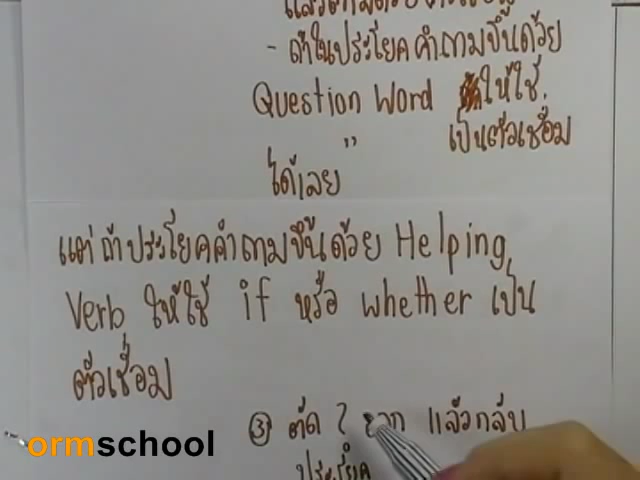 - ถ้าในประโยคคำถามขึ้นด้วย
Question Word ให้ใช้
" เป็นตัวเชื่อม
ได้เลย
แต่ถ้าประโยคคำถามขึ้นด้วย Helping
Verb ให้ใช้ if หรือ whether เป็น
ตัวเชื่อม
③ ตัด ? ออก แล้วกลับ
ประโยค
ormschool